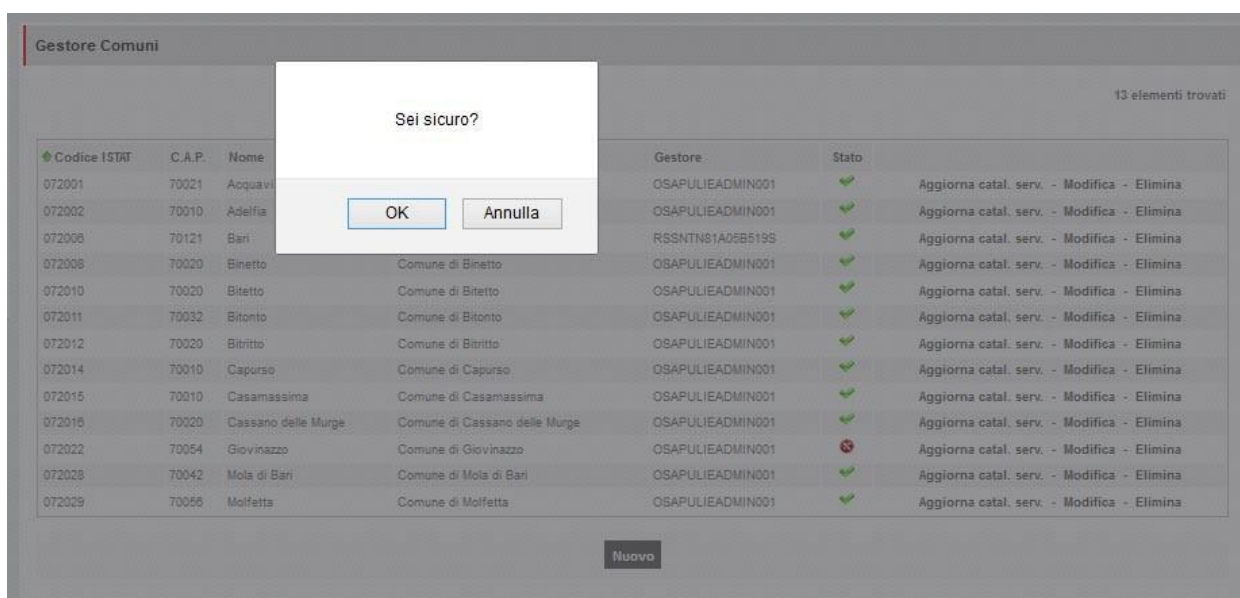 Gestore Comuni
13 elementi trovati
Sei sicuro?
OK Annulla
Codice ISTAT C.A.P. Nome Gestore Stato
072001 70021 Acquavi OSAPULIEADMIN001 Aggiorna catal. serv. - Modifica - Elimina
072002 70010 Adelfia OSAPULIEADMIN001 Aggiorna catal. serv. - Modifica - Elimina
072006 70121 Bari RSSNTN81A05B519S Aggiorna catal. serv. - Modifica - Elimina
072008 70020 Binetto Comune di Binetto OSAPULIEADMIN001 Aggiorna catal. serv. - Modifica - Elimina
072010 70020 Bitetto Comune di Bitetto OSAPULIEADMIN001 Aggiorna catal. serv. - Modifica - Elimina
072011 70032 Bitonto Comune di Bitonto OSAPULIEADMIN001 Aggiorna catal. serv. - Modifica - Elimina
072012 70020 Bitritto Comune di Bitritto OSAPULIEADMIN001 Aggiorna catal. serv. - Modifica - Elimina
072014 70010 Capurso Comune di Capurso OSAPULIEADMIN001 Aggiorna catal. serv. - Modifica - Elimina
072015 70010 Casamassima Comune di Casamassima OSAPULIEADMIN001 Aggiorna catal. serv. - Modifica - Elimina
072016 70020 Cassano delle Murge Comune di Cassano delle Murge OSAPULIEADMIN001 Aggiorna catal. serv. - Modifica - Elimina
072022 70054 Giovinazzo Comune di Giovinazzo OSAPULIEADMIN001 Aggiorna catal. serv. - Modifica - Elimina
072028 70042 Mola di Bari Comune di Mola di Bari OSAPULIEADMIN001 Aggiorna catal. serv. - Modifica - Elimina
072029 70056 Molfetta Comune di Molfetta OSAPULIEADMIN001 Aggiorna catal. serv. - Modifica - Elimina
Nuovo